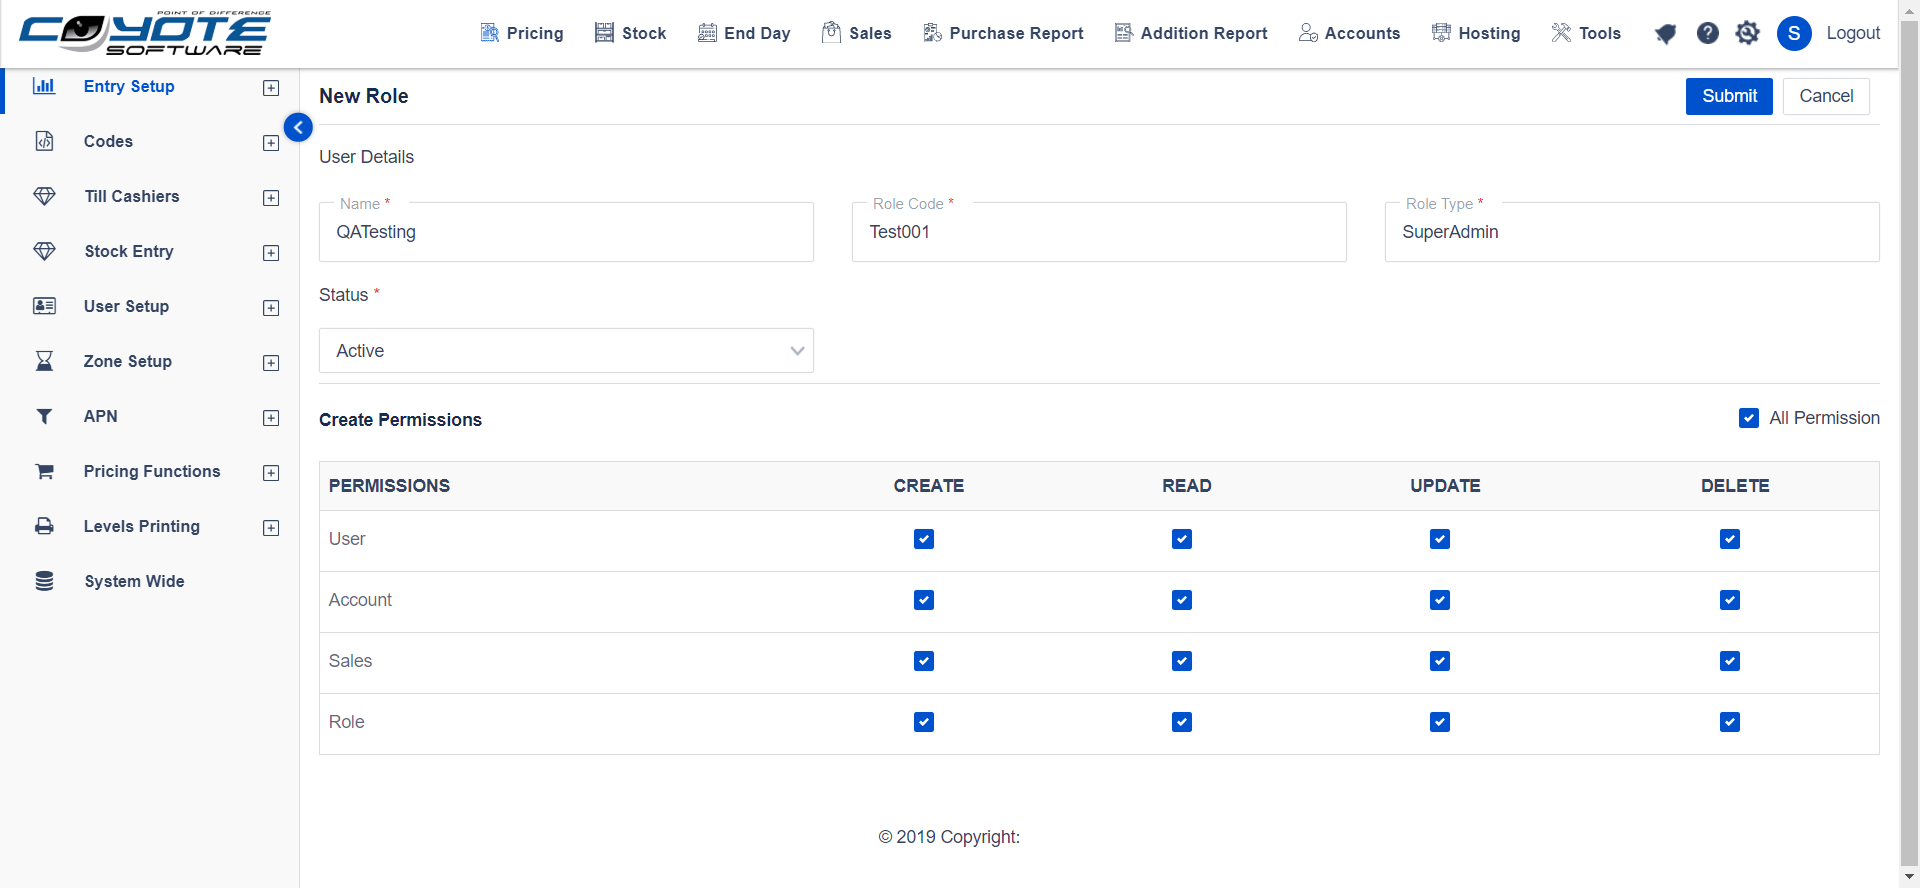 POINT OF DIFFERENCE
COYOTE
SOFTWARE
Pricing
Stock
End Day
Sales
Purchase Report
Addition Report
Accounts
Hosting
Tools
S
Logout
Entry Setup
Codes
Till Cashiers
Stock Entry
User Setup
Zone Setup
APN
Pricing Functions
Levels Printing
System Wide
New Role
Submit
Cancel
User Details
Name *
QATesting
Role Code *
Test001
Role Type *
SuperAdmin
Status *
Active
Create Permissions
All Permission
PERMISSIONS CREATE READ UPDATE DELETE
User
Account
Sales
Role
© 2019 Copyright: